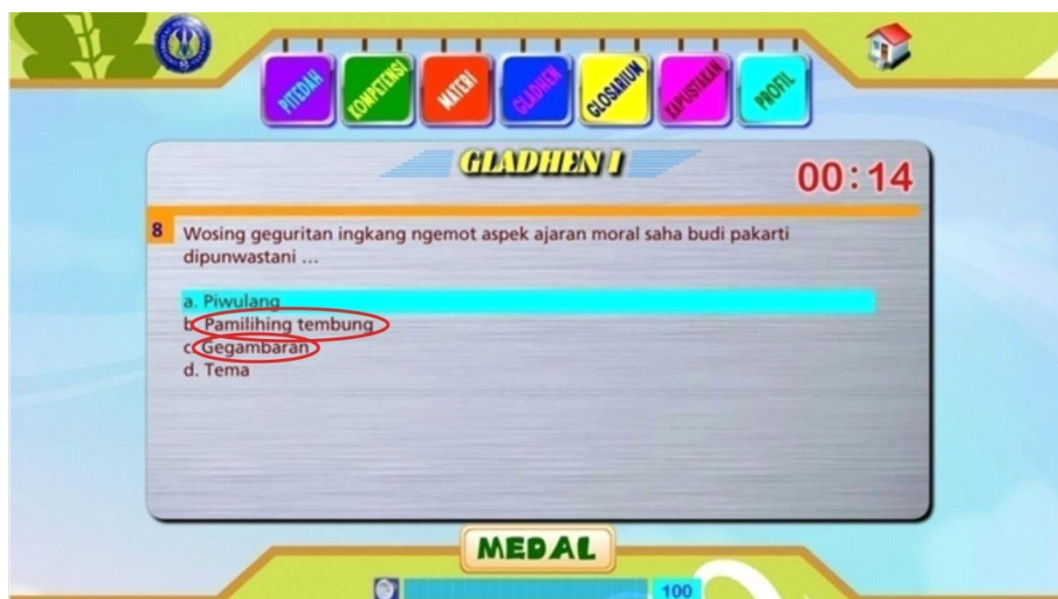 PITEDAH
KOMPETENSI
MATERI
GLADHEN
GLOSARIUM
KAPUSTAKAN
PROFIL
GLADHEN I
00:14
8 Wosing geguritan ingkang ngemot aspek ajaran moral saha budi pakarti
dipunwastani ...
a. Piwulang
b. Pamilihing tembung
c. Gegambaran
d. Tema
MEDAL
100